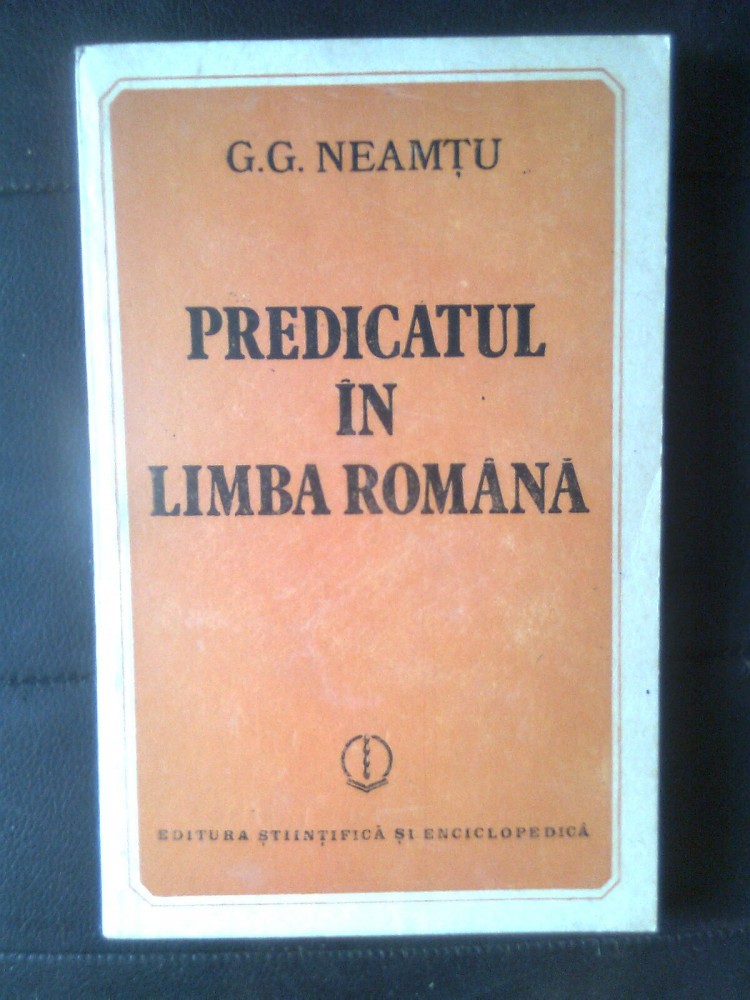 G.G. NEAMȚU
PREDICATUL
ÎN
LIMBA ROMÂNĂ
EDITURA ȘTIINȚIFICĂ ȘI ENCICLOPEDICĂ